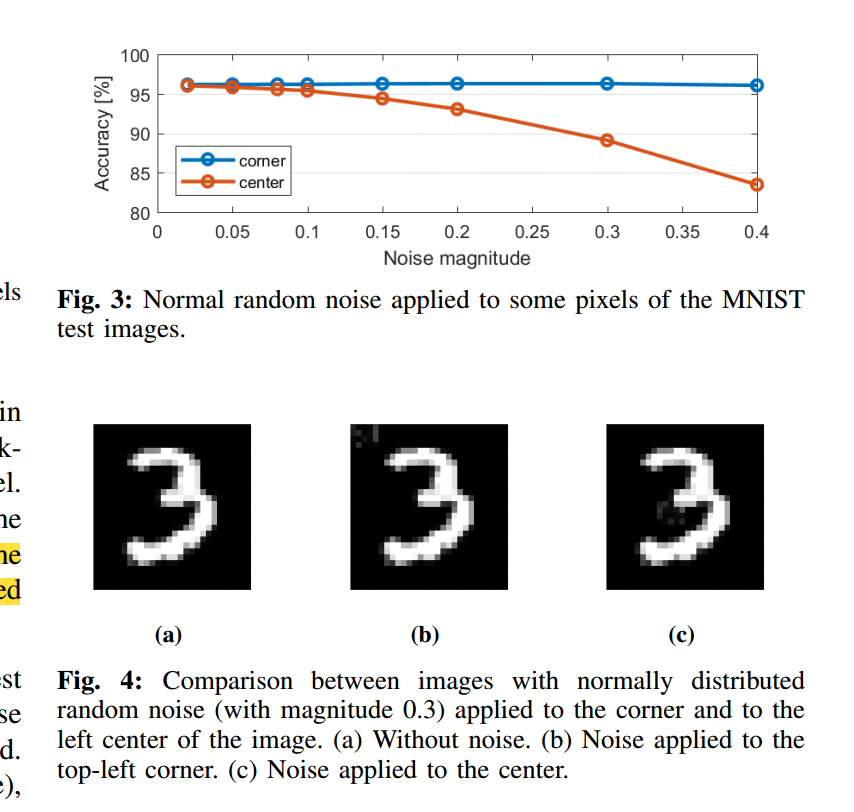 100
95
90
85
80
Accuracy [%]
corner
center
0 0.05 0.1 0.15 0.2 0.25 0.3 0.35 0.4
Noise magnitude
els
Fig. 3: Normal random noise applied to some pixels of the MNIST
test images.
in
k-
el.
ne
ne
ed
(a) (b) (c)
est
se
d.
e),
Fig. 4: Comparison between images with normally distributed
random noise (with magnitude 0.3) applied to the corner and to the
left center of the image. (a) Without noise. (b) Noise applied to the
top-left corner. (c) Noise applied to the center.